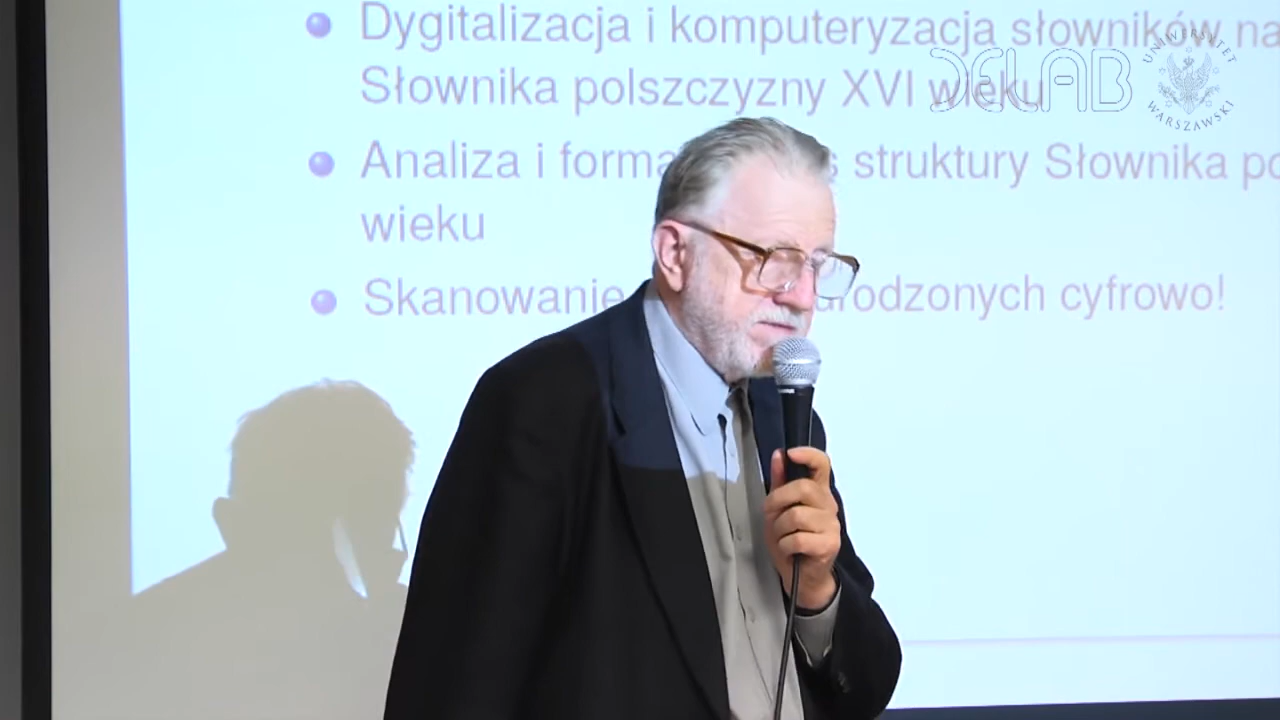 Dygitalizacja i komputeryzacja słowników na
Słownika polszczyzny XVI wieku
DELAB
UNIWERSYTET
WARSZAWSKI
Analiza i forma struktury Słownika po
wieku
Skanowanie rodzonych cyfrowo!